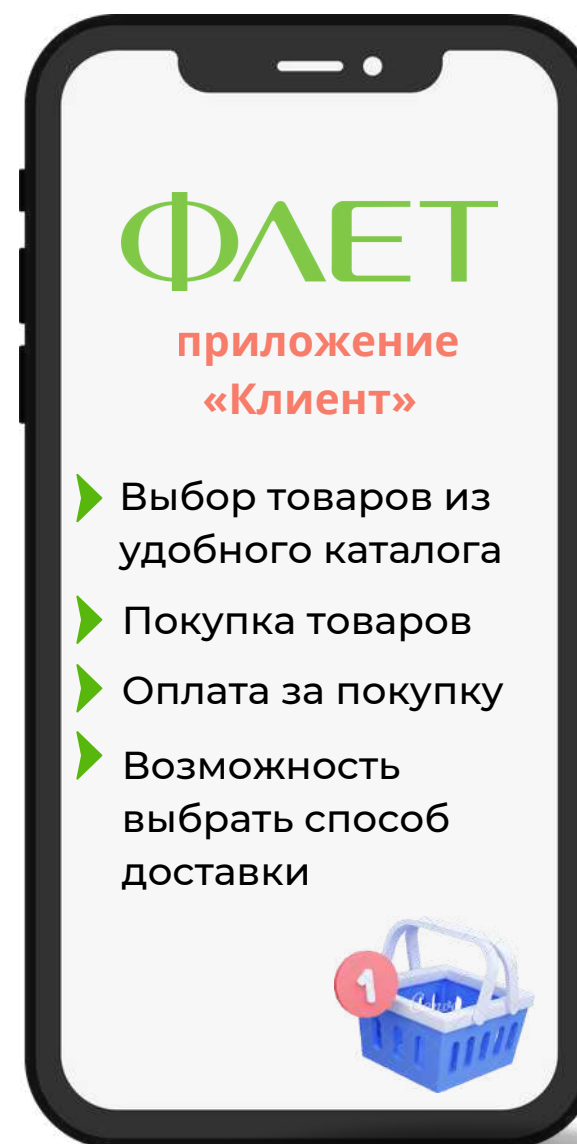 ФЛЕТ
приложение
«Клиент»
Выбор товаров из
удобного каталога
Покупка товаров
Оплата за покупку
Возможность
выбрать способ
доставки
1